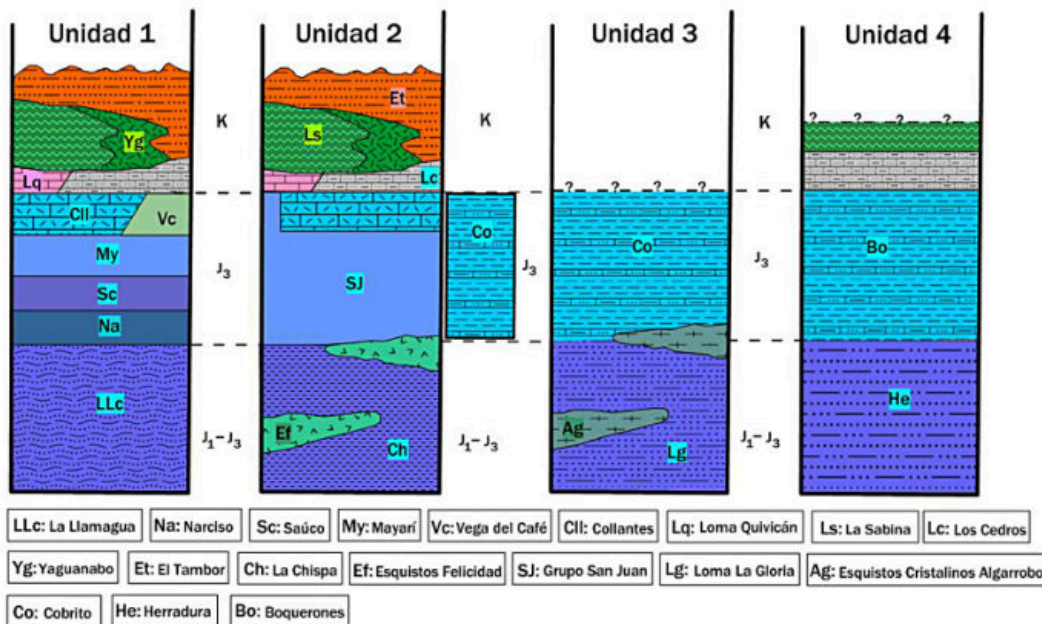 Unidad 1
Unidad 2
Unidad 3
Unidad 4
Et
K
K
K
Yg
Ls
Lq
Lc
?
?
?
?
?
?
?
?
Cll
Vc
Co
Co
Bo
My
J3
SJ
J3
J3
Sc
Na
LLc
He
J1–J3
Ef
Ch
J1–J3
Ag
Lg
J1–J3
LLc: La Llamagua
Na: Narciso
Sc: Saúco
My: Mayarí
Vc: Vega del Café
Cll: Collantes
Lq: Loma Quivicán
Ls: La Sabina
Lc: Los Cedros
Yg: Yaguanabo
Et: El Tambor
Ch: La Chispa
Ef: Esquistos Felicidad
SJ: Grupo San Juan
Lg: Loma La Gloria
Ag: Esquistos Cristalinos Algarrobo
Co: Cobrito
He: Herradura
Bo: Boquerones